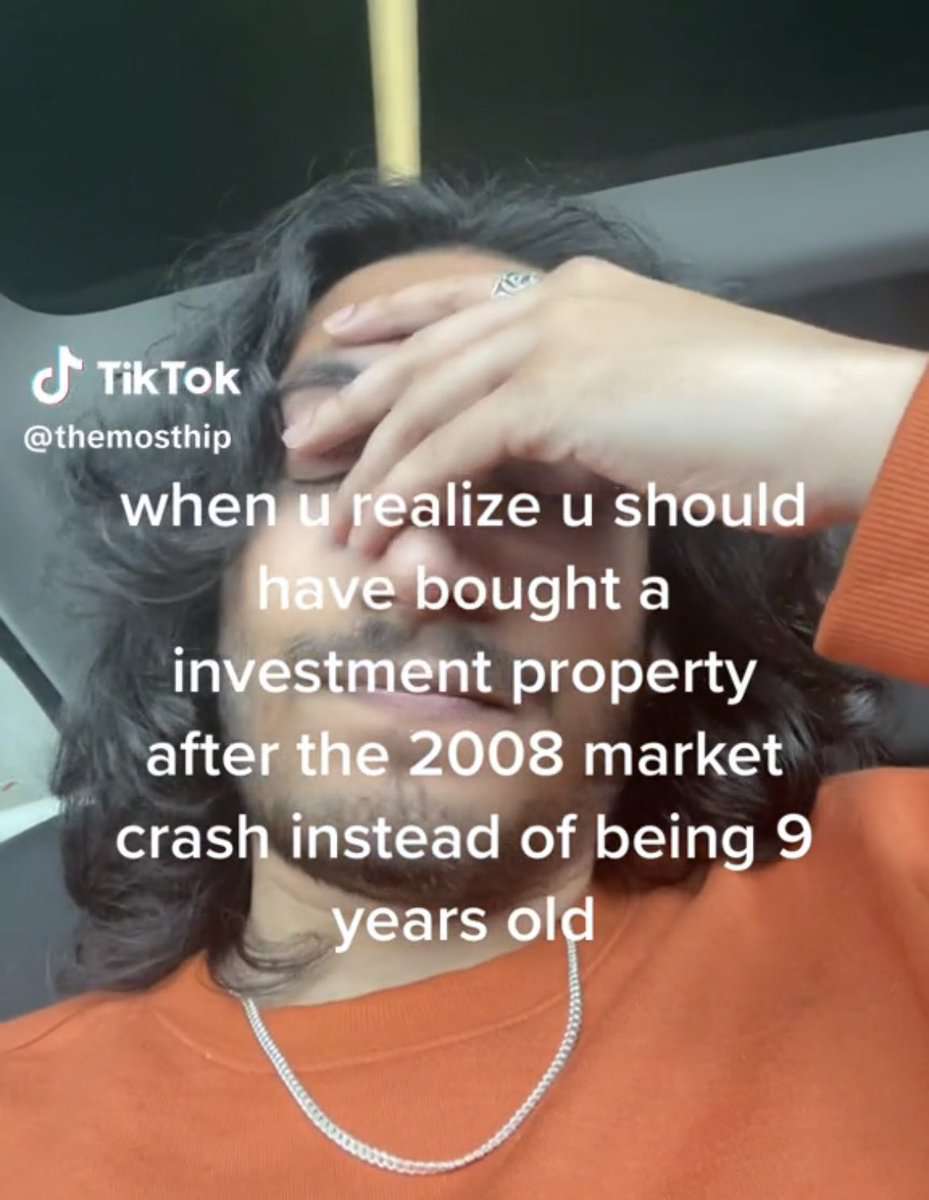 TikTok
@themosthip
when u realize u should
have bought a
investment property
after the 2008 market
crash instead of being 9
years old